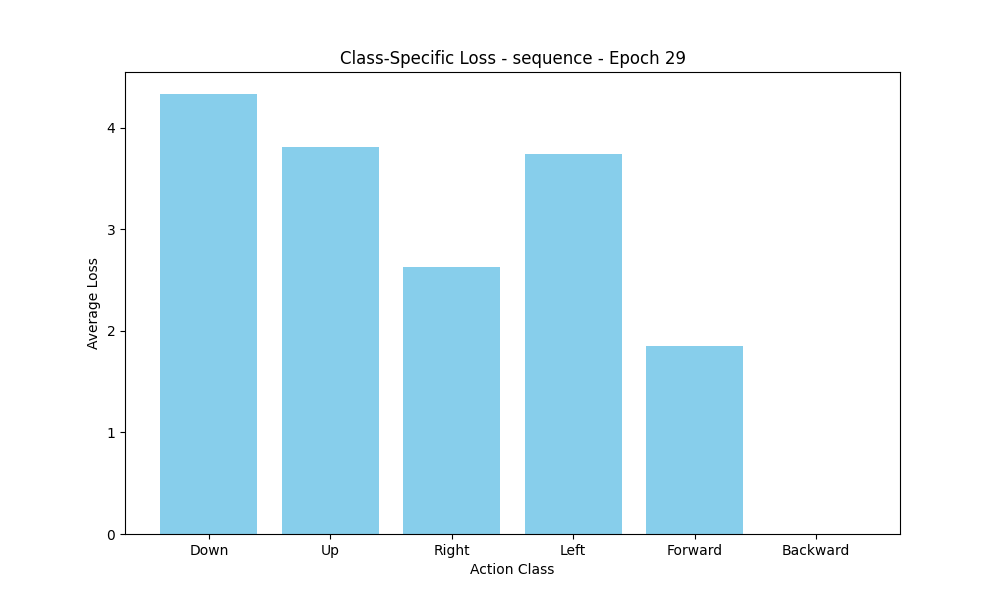 Class-Specific Loss - sequence - Epoch 29
Average Loss
4
3
2
1
0
Down Up Right Left Forward Backward
Action Class